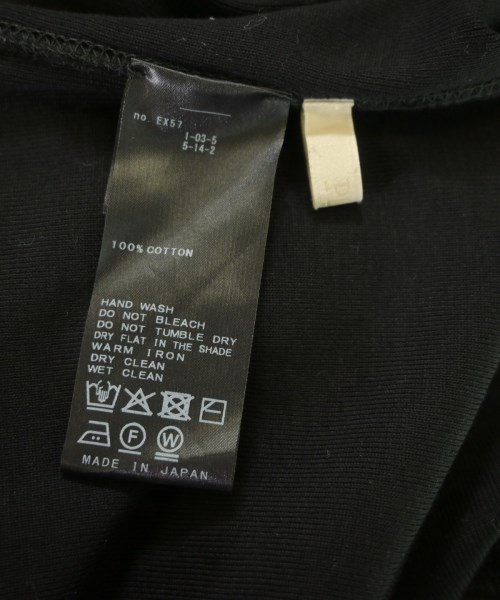 no. EX57
1-03-5
5-14-2
100% COTTON
HAND WASH
DO NOT BLEACH
DO NOT TUMBLE DRY
DRY FLAT IN THE SHADE
WARM IRON
DRY CLEAN
WET CLEAN
F
W
MADE IN JAPAN